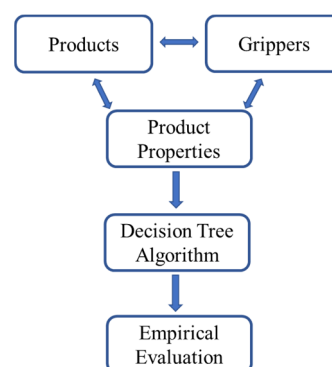 Products
Grippers
Product
Properties
Decision Tree
Algorithm
Empirical
Evaluation